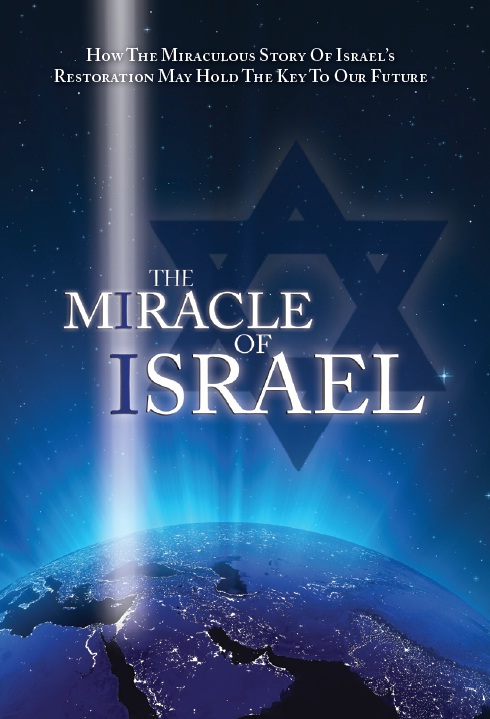 How The Miraculous Story Of Israel's
Restoration May Hold The Key To Our Future
THE
MIRACLE
OF
ISRAEL